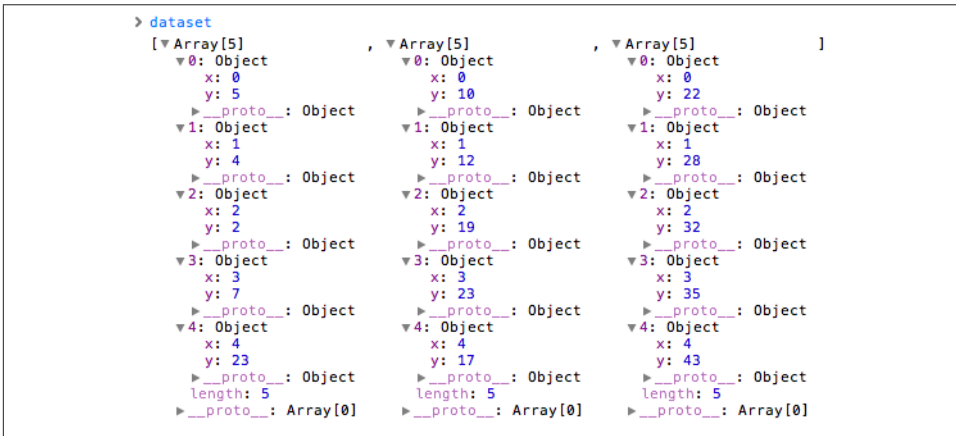 > dataset
[▼Array[5] , ▼Array[5] , ▼Array[5] ]
▼0: Object ▼0: Object ▼0: Object
x: 0 x: 0 x: 0
y: 5 y: 10 y: 22
▶__proto__: Object ▶__proto__: Object ▶__proto__: Object
▼1: Object ▼1: Object ▼1: Object
x: 1 x: 1 x: 1
y: 4 y: 12 y: 28
▶__proto__: Object ▶__proto__: Object ▶__proto__: Object
▼2: Object ▼2: Object ▼2: Object
x: 2 x: 2 x: 2
y: 2 y: 19 y: 32
▶__proto__: Object ▶__proto__: Object ▶__proto__: Object
▼3: Object ▼3: Object ▼3: Object
x: 3 x: 3 x: 3
y: 7 y: 23 y: 35
▶__proto__: Object ▶__proto__: Object ▶__proto__: Object
▼4: Object ▼4: Object ▼4: Object
x: 4 x: 4 x: 4
y: 23 y: 17 y: 43
▶__proto__: Object ▶__proto__: Object ▶__proto__: Object
length: 5 length: 5 length: 5
▶__proto__: Array[0] ▶__proto__: Array[0] ▶__proto__: Array[0]